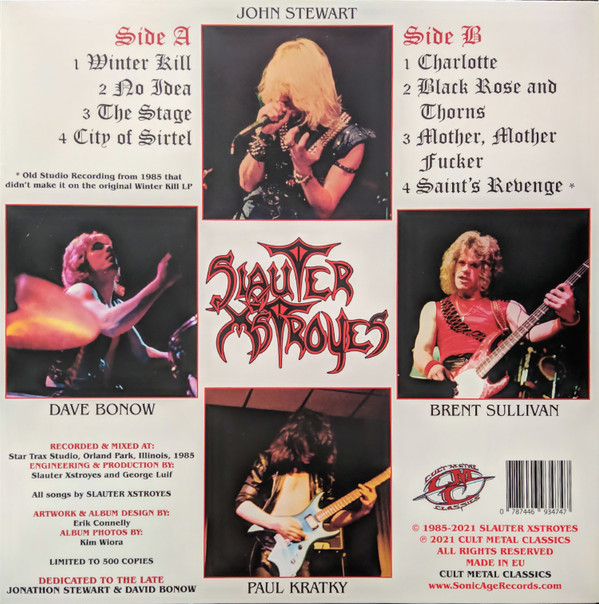 JOHN STEWART
Side A
1 Winter Kill
2 No Idea
3 The Stage
4 City of Sirtel
* Old Studio Recording from 1985 that
didn't make it on the original Winter Kill LP
Side B
1 Charlotte
2 Black Rose and
Thorns
3 Mother, Mother
Fucker
4 Saint's Revenge *
SLAUTER
XSTROYES
DAVE BONOW
BRENT SULLIVAN
RECORDED & MIXED AT:
Star Trax Studio, Orland Park, Illinois, 1985
ENGINEERING & PRODUCTION BY:
Slauter Xstroyes and George Luif
All songs by SLAUTER XSTROYES
ARTWORK & ALBUM DESIGN BY:
Erik Connelly
ALBUM PHOTOS BY:
Kim Wiora
LIMITED TO 500 COPIES
DEDICATED TO THE LATE
JONATHON STEWART & DAVID BONOW
PAUL KRATKY
CULT METAL
CMC
CLASSICS
0 787446 934747
© 1985-2021 SLAUTER XSTROYES
℗ 2021 CULT METAL CLASSICS
ALL RIGHTS RESERVED
MADE IN EU
CULT METAL CLASSICS
www.SonicAgeRecords.com